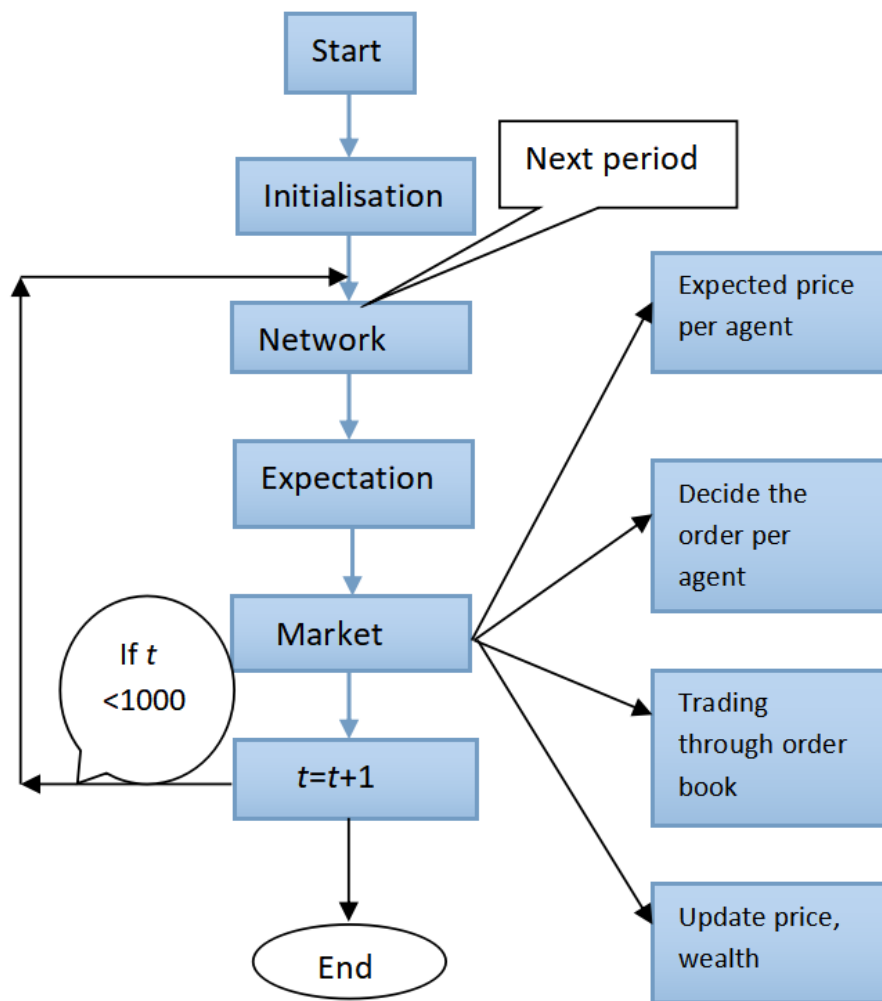 Start
Next period
Initialisation
Expected price
per agent
Network
Expectation
Decide the
order per
agent
Market
If t
<1000
Trading
through order
book
t=t+1
Update price,
wealth
End